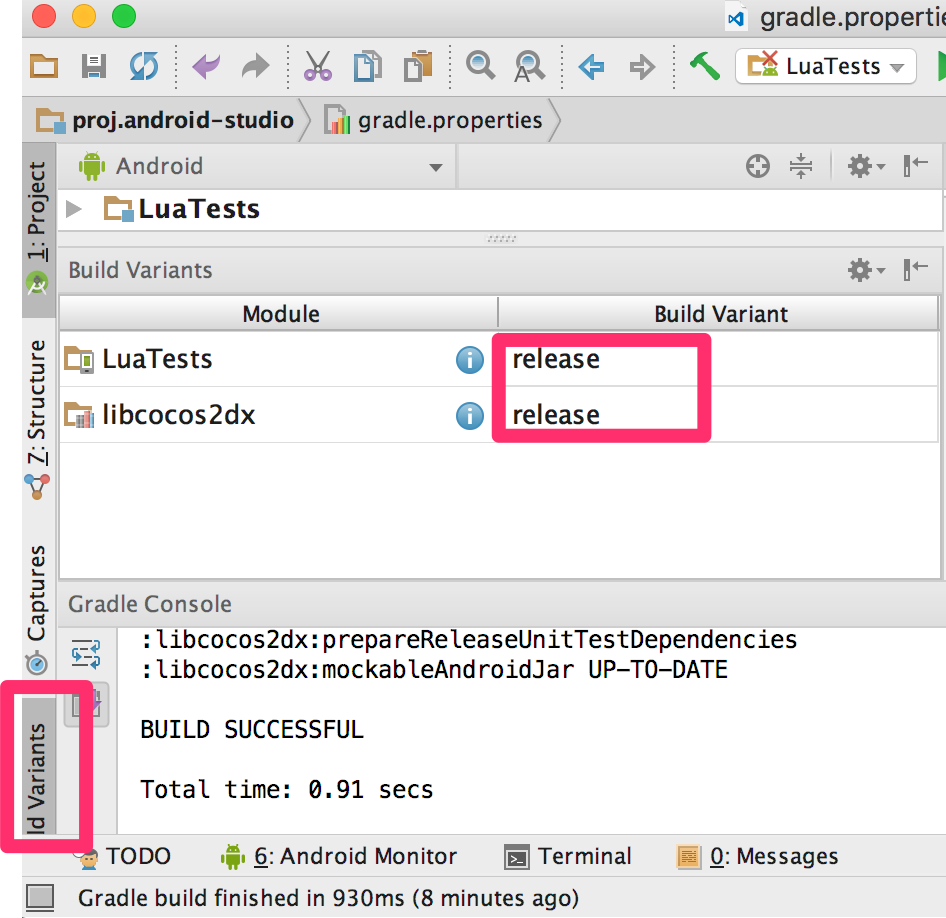 gradle.propertie
LuaTests
proj.android-studio
gradle.properties
1: Project
Android
LuaTests
Build Variants
Module
Build Variant
LuaTests
release
libcocos2dx
release
7: Structure
Captures
Gradle Console
:libcocos2dx:prepareReleaseUnitTestDependencies
:libcocos2dx:mockableAndroidJar UP-TO-DATE
BUILD SUCCESSFUL
Total time: 0.91 secs
ld Variants
TODO
6: Android Monitor
Terminal
0: Messages
Gradle build finished in 930ms (8 minutes ago)